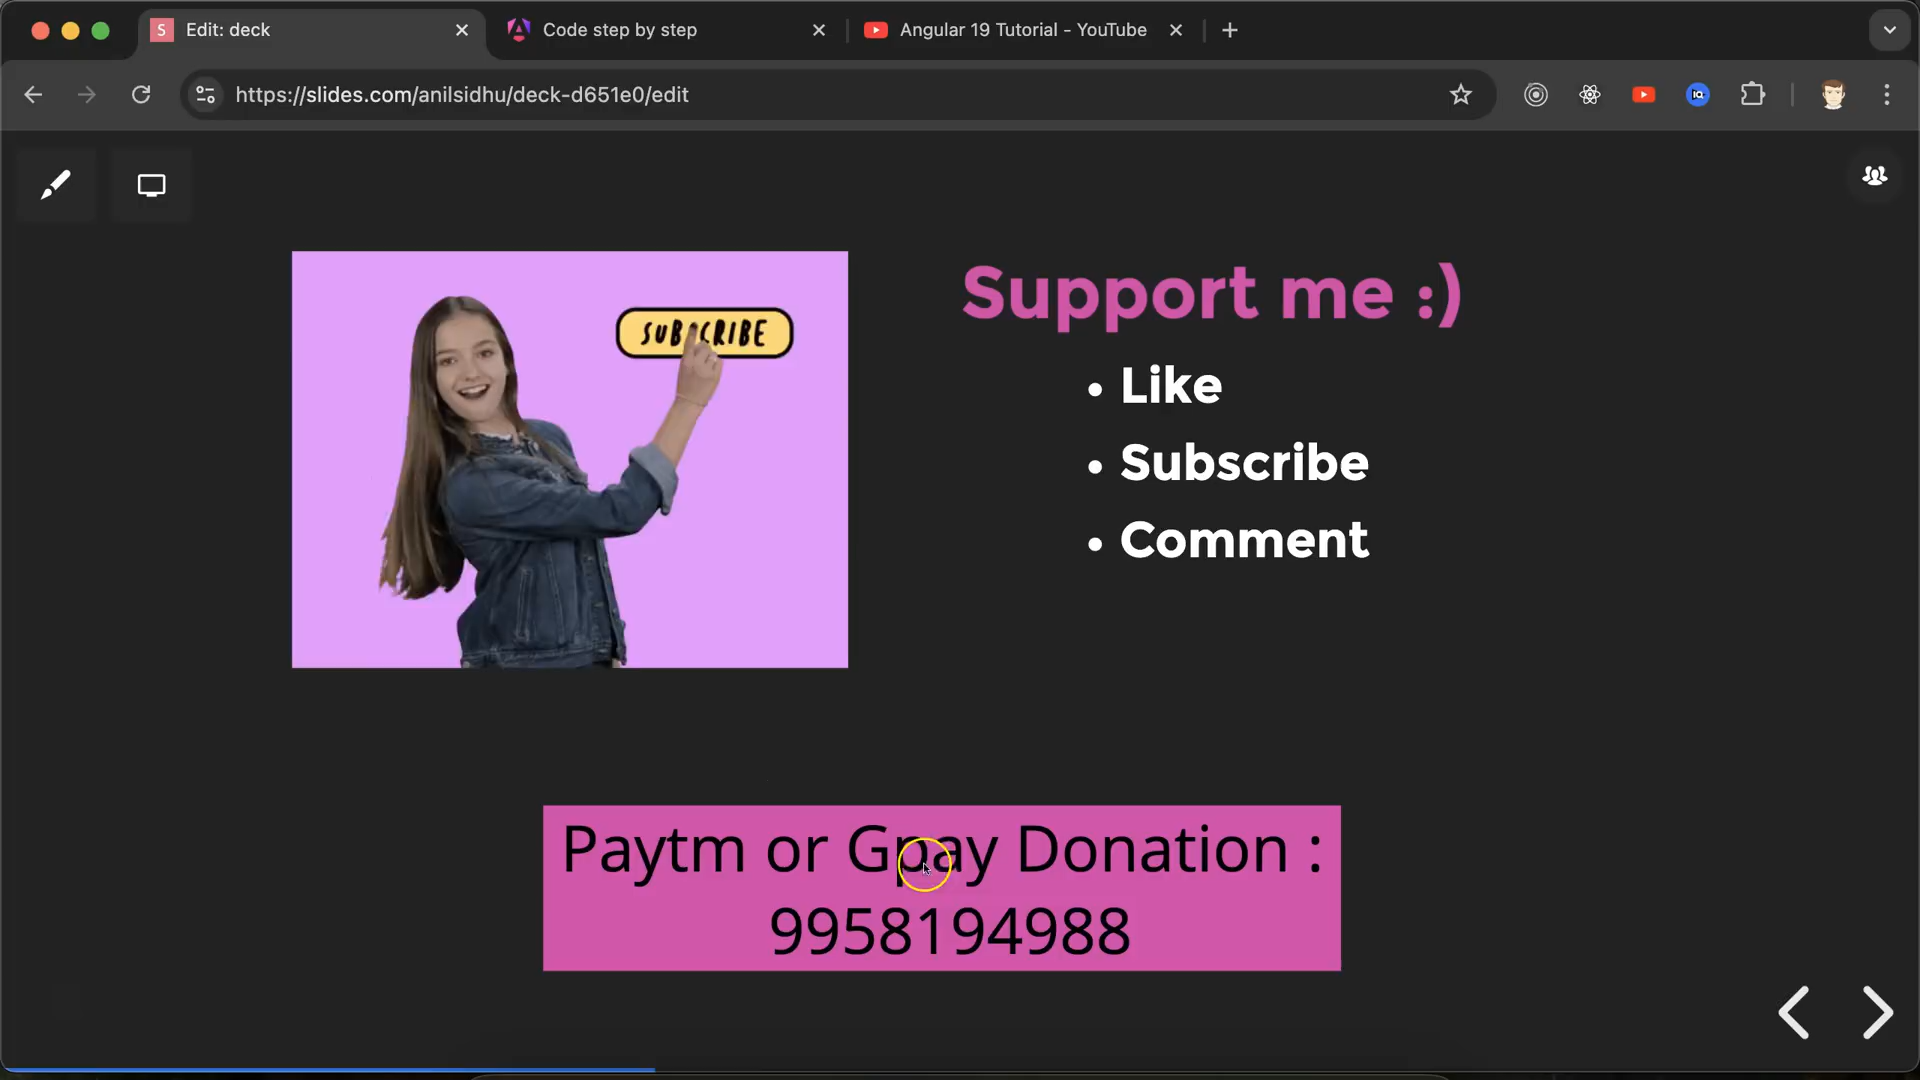 S Edit: deck
Code step by step
Angular 19 Tutorial - YouTube
https://slides.com/anilsidhu/deck-d651e0/edit
IQ
SUBSCRIBE
Support me :)
• Like
• Subscribe
• Comment
Paytm or Gpay Donation :
9958194988